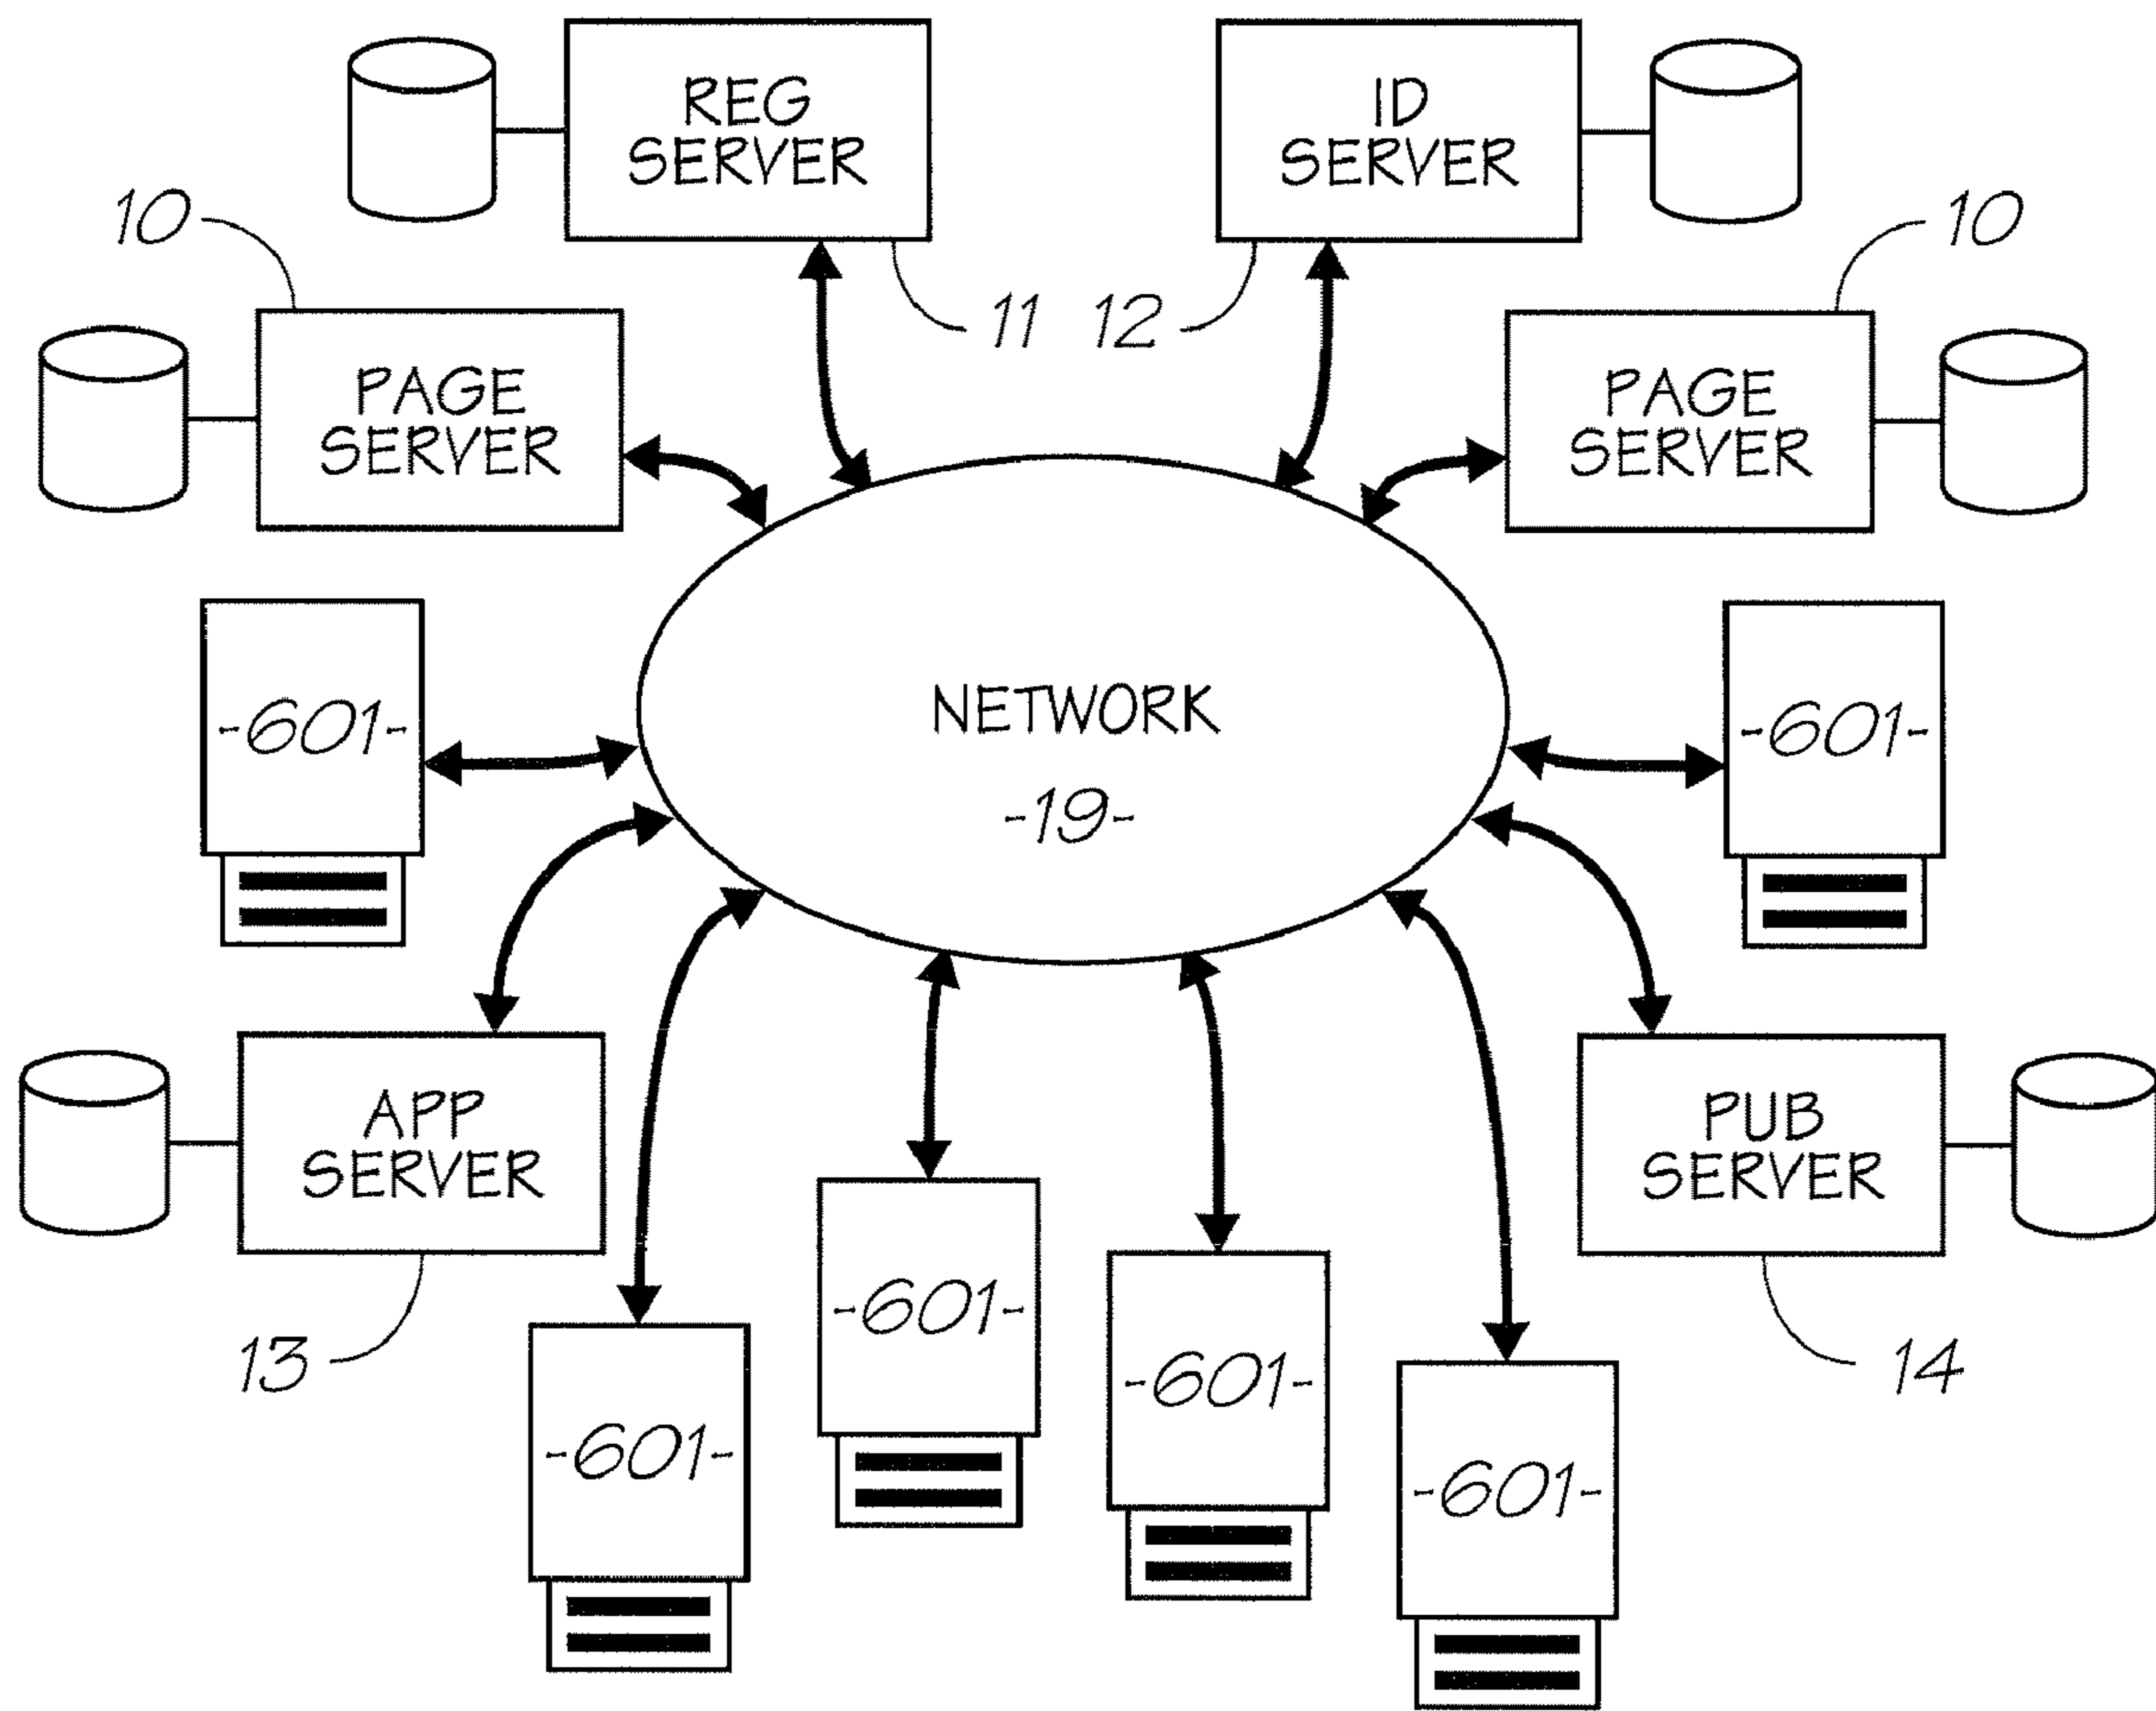 REG
SERVER
ID
SERVER
10
10
11
12
PAGE
SERVER
PAGE
SERVER
-601-
NETWORK
-19-
-601-
APP
SERVER
PUB
SERVER
13
-601-
-601-
-601-
-601-
14